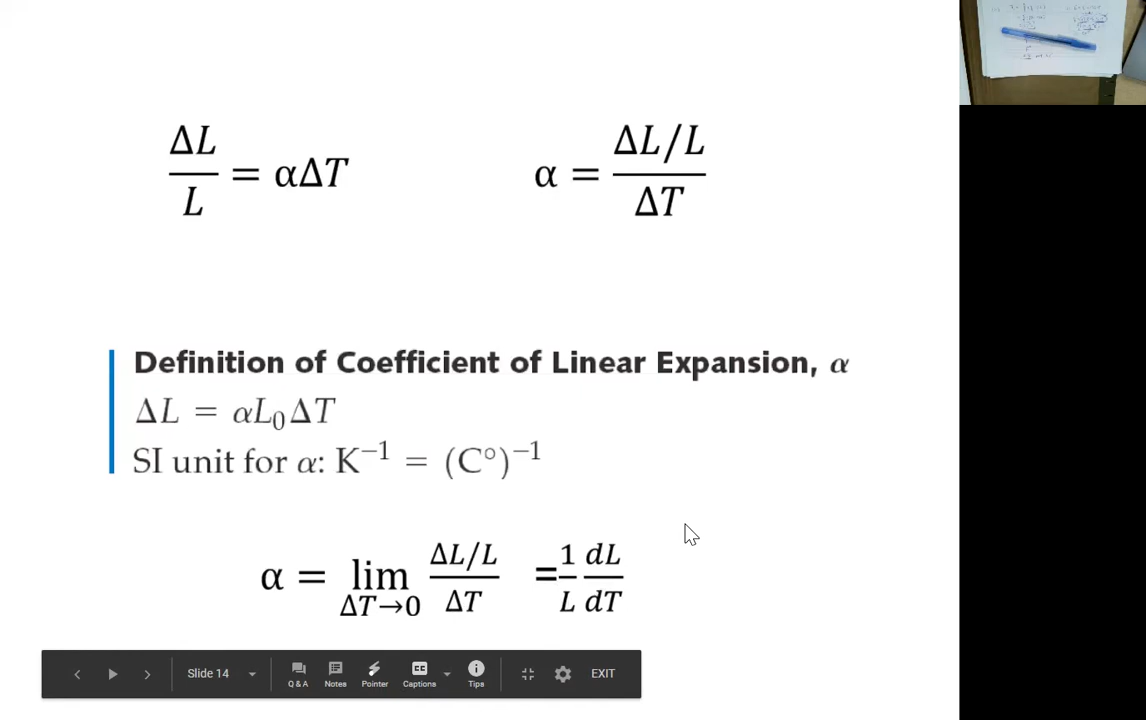 ΔL/L = αΔT
α = (ΔL/L)/ΔT
Definition of Coefficient of Linear Expansion, α
ΔL = αL₀ΔT
SI unit for α: K⁻¹ = (C°)⁻¹
α = lim ΔT→0 (ΔL/L)/ΔT = 1/L dL/dT
Slide 14
Q & A Notes Pointer Captions Tips EXIT